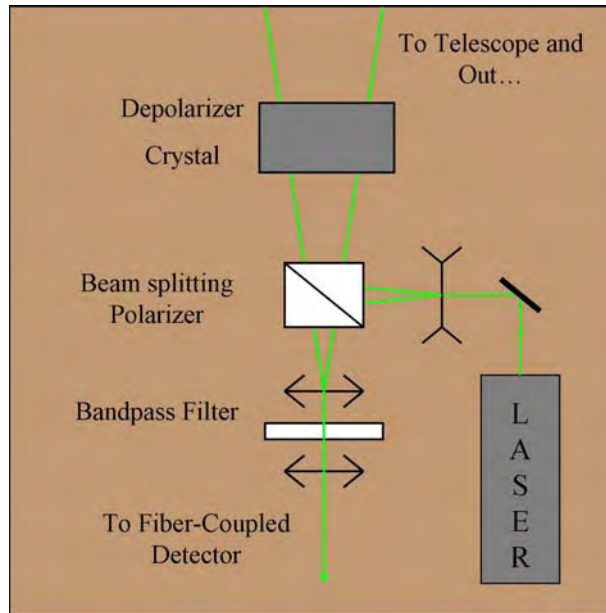 To Telescope and
Out…
Depolarizer
Crystal
Beam splitting
Polarizer
Bandpass Filter
To Fiber-Coupled
Detector
L
A
S
E
R